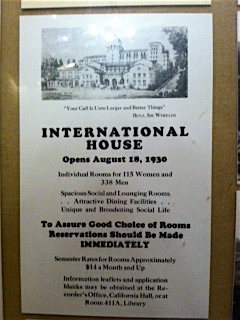 "Your Call Is Unto Larger and Better Things"
BENJ. IDE WHEELER
INTERNATIONAL
HOUSE
Opens August 18, 1930
Individual Rooms for 115 Women and
338 Men
Spacious Social and Lounging Rooms
. . Attractive Dining Facilities . .
Unique and Broadening Social Life
To Assure Good Choice of Rooms
Reservations Should Be Made
IMMEDIATELY
Semester Rates for Rooms Approximately
$14 a Month and Up
Information leaflets and application
blanks may be obtained at the Re-
corder's Office, California Hall, or at
Room 411A, Library